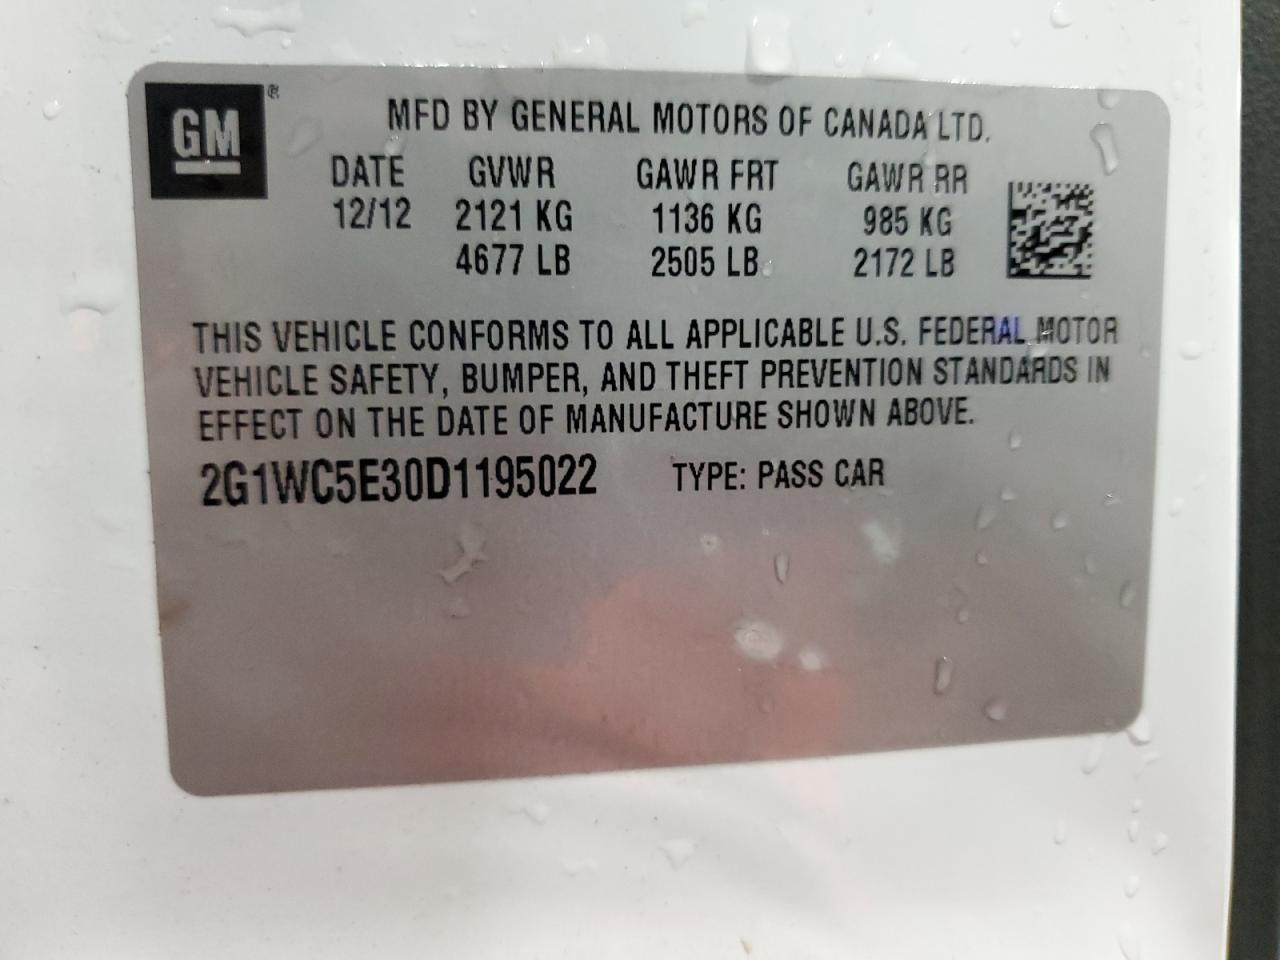 GM ®
MFD BY GENERAL MOTORS OF CANADA LTD.
DATE GVWR GAWR FRT GAWR RR
12/12 2121 KG 1136 KG 985 KG
4677 LB 2505 LB 2172 LB
THIS VEHICLE CONFORMS TO ALL APPLICABLE U.S. FEDERAL MOTOR
VEHICLE SAFETY, BUMPER, AND THEFT PREVENTION STANDARDS IN
EFFECT ON THE DATE OF MANUFACTURE SHOWN ABOVE.
2G1WC5E30D1195022 TYPE: PASS CAR